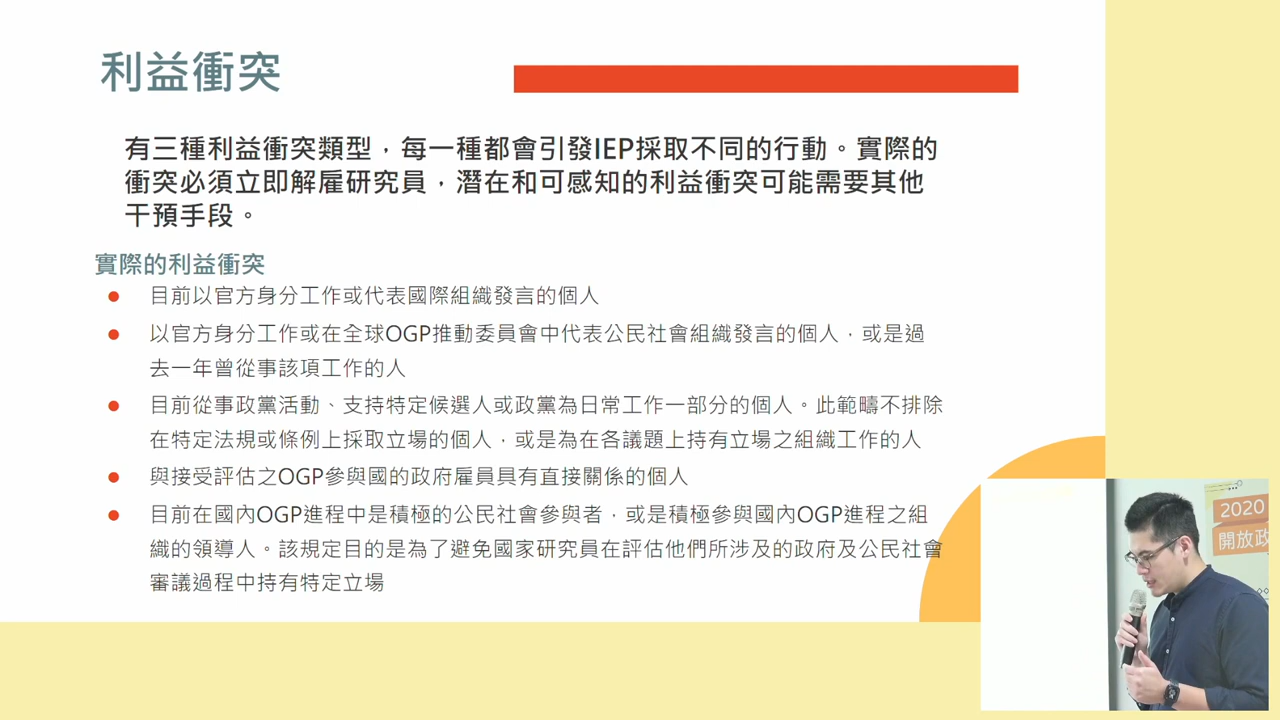 利益衝突
有三種利益衝突類型，每一種都會引發IEP採取不同的行動。實際的
衝突必須立即解雇研究員，潛在和可感知的利益衝突可能需要其他
干預手段。
實際的利益衝突
目前以官方身分工作或代表國際組織發言的個人
以官方身分工作或在全球OGP推動委員會中代表公民社會組織發言的個人，或是過
去一年曾從事該項工作的人
目前從事政黨活動、支持特定候選人或政黨為日常工作一部分的個人。此範疇不排除
在特定法規或條例上採取立場的個人，或是為在各議題上持有立場之組織工作的人
與接受評估之OGP參與國的政府雇員具有直接關係的個人
目前在國內OGP進程中是積極的公民社會參與者，或是積極參與國內OGP進程之組
織的領導人。該規定目的是為了避免國家研究員在評估他們所涉及的政府及公民社會
審議過程中持有特定立場
2020
開放政